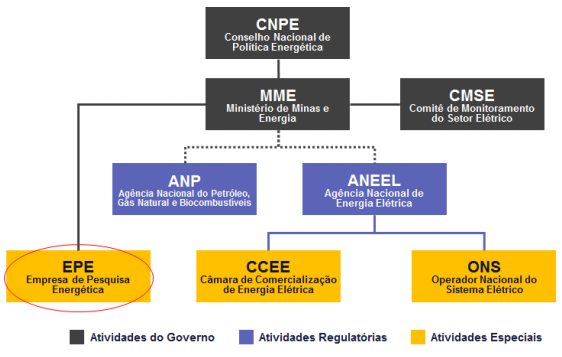 CNPE
Conselho Nacional de
Política Energética
MME
Ministério de Minas e
Energia
CMSE
Comitê de Monitoramento
do Setor Elétrico
ANP
Agência Nacional do Petróleo,
Gás Natural e Biocombustíveis
ANEEL
Agência Nacional de
Energia Elétrica
EPE
Empresa de Pesquisa
Energética
CCEE
Câmara de Comercialização
de Energia Elétrica
ONS
Operador Nacional do
Sistema Elétrico
Atividades do Governo
Atividades Regulatórias
Atividades Especiais